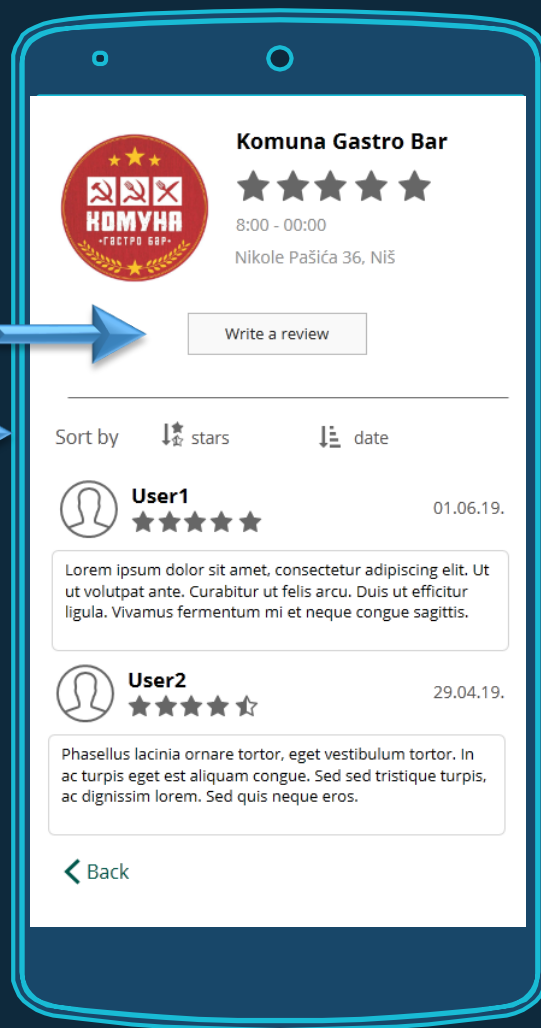 Komuna Gastro Bar
КОМУНА
•ГАСТРО БАР•
8:00 - 00:00
Nikole Pašića 36, Niš
Write a review
Sort by stars date
User1
01.06.19.
Lorem ipsum dolor sit amet, consectetur adipiscing elit. Ut
ut volutpat ante. Curabitur ut felis arcu. Duis ut efficitur
ligula. Vivamus fermentum mi et neque congue sagittis.
User2
29.04.19.
Phasellus lacinia ornare tortor, eget vestibulum tortor. In
ac turpis eget est aliquam congue. Sed sed tristique turpis,
ac dignissim lorem. Sed quis neque eros.
Back